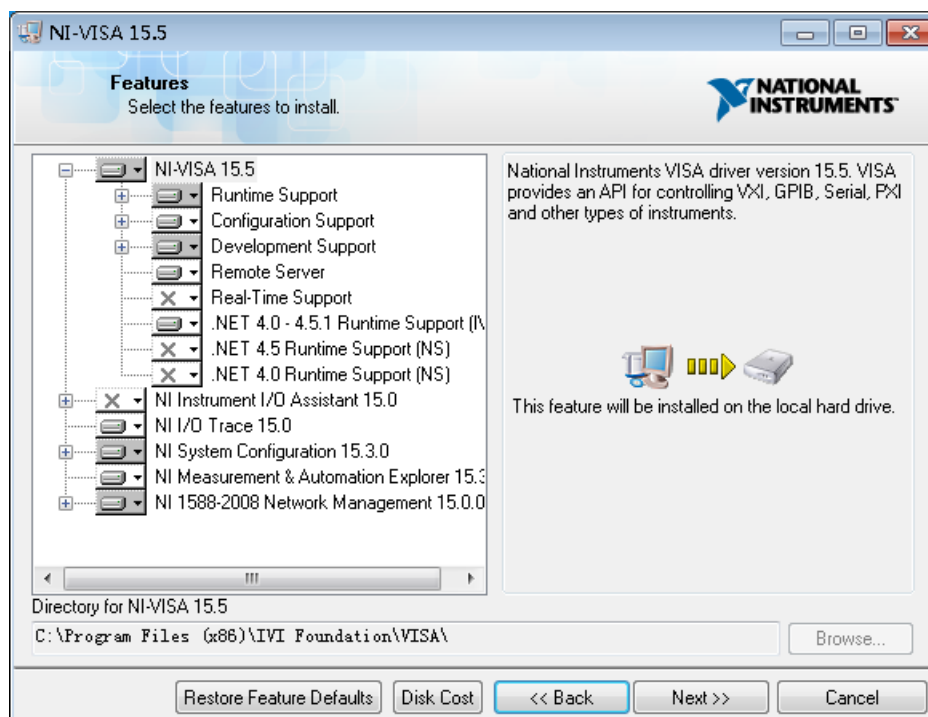 NI-VISA 15.5
Features
Select the features to install.
NATIONAL
INSTRUMENTS
NI-VISA 15.5
Runtime Support
Configuration Support
Development Support
Remote Server
Real-Time Support
.NET 4.0 - 4.5.1 Runtime Support (I\
.NET 4.5 Runtime Support (NS)
.NET 4.0 Runtime Support (NS)
NI Instrument I/O Assistant 15.0
NI I/O Trace 15.0
NI System Configuration 15.3.0
NI Measurement & Automation Explorer 15.3
NI 1588-2008 Network Management 15.0.0
National Instruments VISA driver version 15.5. VISA
provides an API for controlling VXI, GPIB, Serial, PXI
and other types of instruments.
This feature will be installed on the local hard drive.
Directory for NI-VISA 15.5
C:\Program Files (x86)\IVI Foundation\VISA\
Browse...
Restore Feature Defaults
Disk Cost
<< Back
Next >>
Cancel